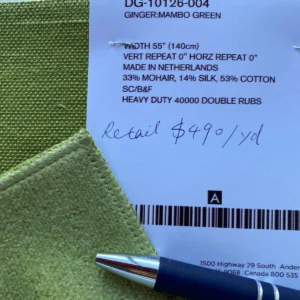 DG-10126-004
GINGER:MAMBO GREEN
WIDTH 55" (140cm)
VERT REPEAT 0" HORZ REPEAT 0"
MADE IN NETHERLANDS
33% MOHAIR, 14% SILK, 53% COTTON
SC/B&F
HEAVY DUTY 40000 DOUBLE RUBS
Retail $490/yd
A
1500 Highway 29 South Ander
9068 Canada 800 535